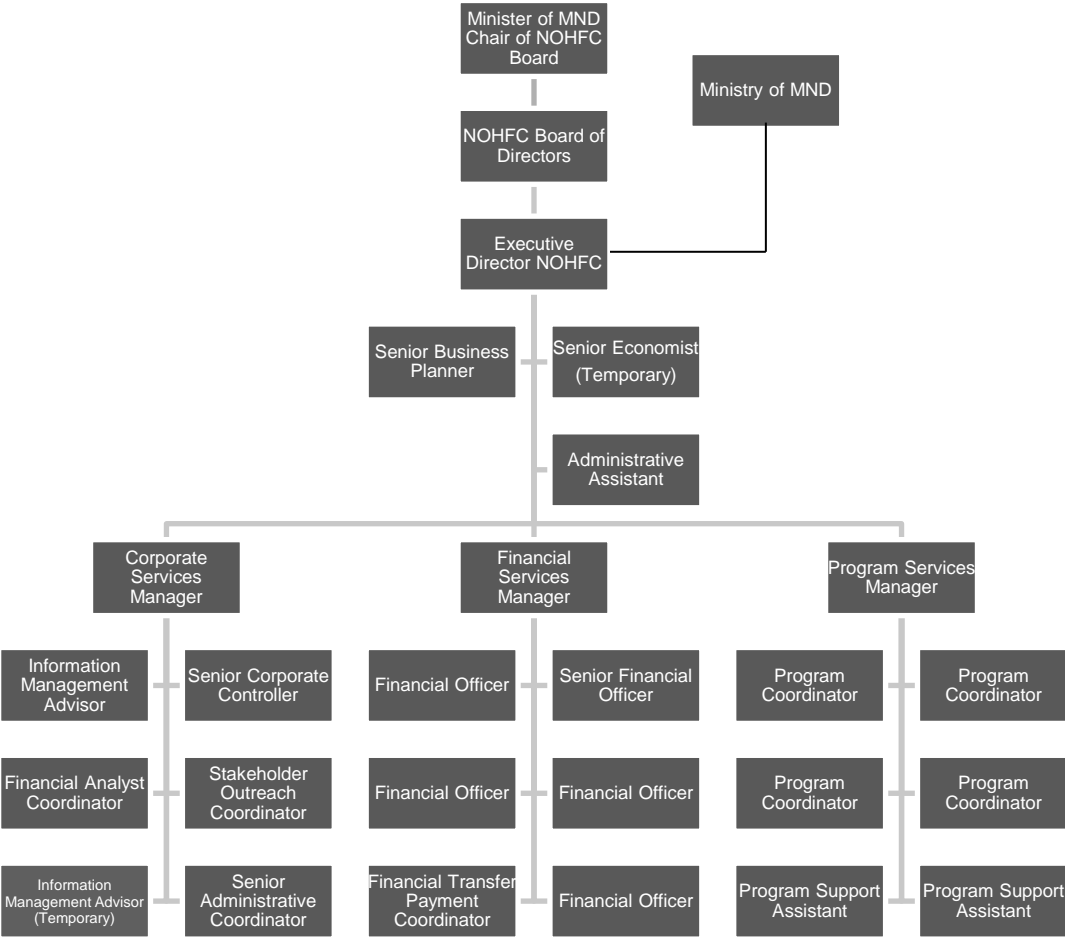 Minister of MND
Chair of NOHFC
Board
Ministry of MND
NOHFC Board of
Directors
Executive
Director NOHFC
Senior Business
Planner
Senior Economist
(Temporary)
Administrative
Assistant
Corporate
Services
Manager
Financial
Services
Manager
Program Services
Manager
Information
Management
Advisor
Senior Corporate
Controller
Financial Officer
Senior Financial
Officer
Program
Coordinator
Program
Coordinator
Financial Analyst
Coordinator
Stakeholder
Outreach
Coordinator
Financial Officer
Financial Officer
Program
Coordinator
Program
Coordinator
Information
Management Advisor
(Temporary)
Senior
Administrative
Coordinator
Financial Transfer
Payment
Coordinator
Financial Officer
Program Support
Assistant
Program Support
Assistant